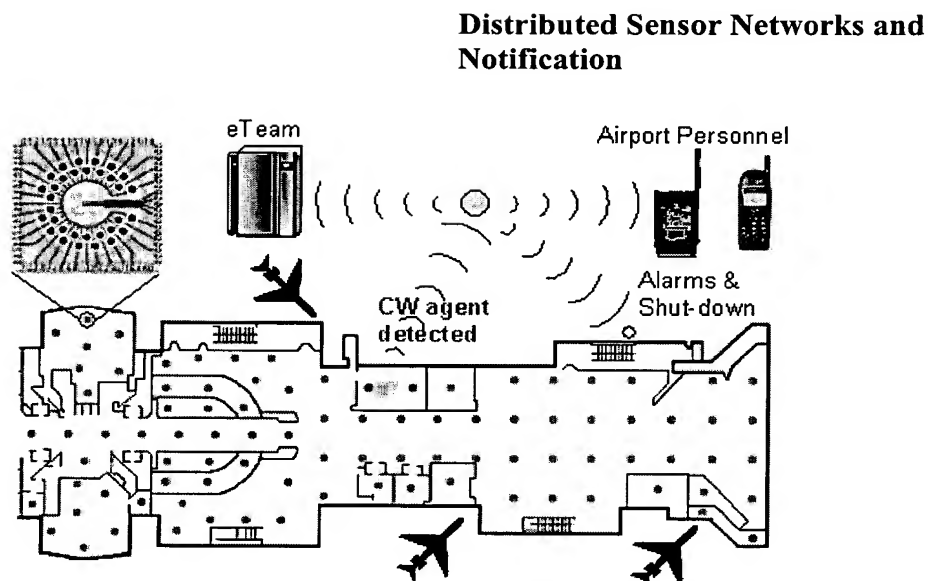 Distributed Sensor Networks and
Notification
eTeam
Airport Personnel
Alarms &
Shut-down
CW agent
detected